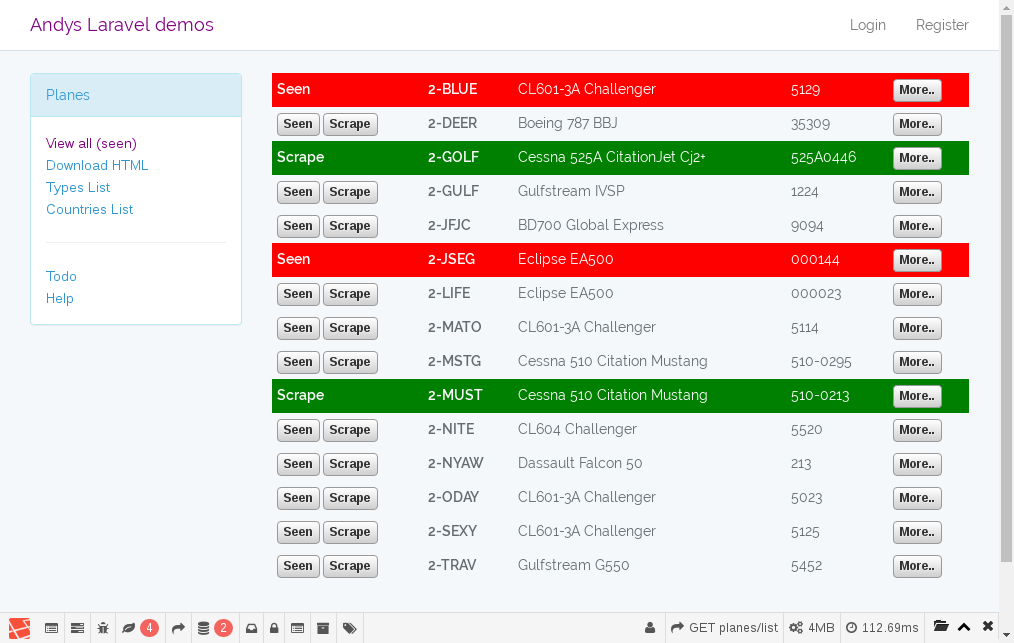 Andys Laravel demos Login Register
Planes
View all (seen)
Download HTML
Types List
Countries List
Todo
Help
Seen 2-BLUE CL601-3A Challenger 5129 More..
Seen Scrape 2-DEER Boeing 787 BBJ 35309 More..
Scrape 2-GOLF Cessna 525A CitationJet Cj2+ 525A0446 More..
Seen Scrape 2-GULF Gulfstream IVSP 1224 More..
Seen Scrape 2-JFJC BD700 Global Express 9094 More..
Seen 2-JSEG Eclipse EA500 000144 More..
Seen Scrape 2-LIFE Eclipse EA500 000023 More..
Seen Scrape 2-MATO CL601-3A Challenger 5114 More..
Seen Scrape 2-MSTG Cessna 510 Citation Mustang 510-0295 More..
Scrape 2-MUST Cessna 510 Citation Mustang 510-0213 More..
Seen Scrape 2-NITE CL604 Challenger 5520 More..
Seen Scrape 2-NYAW Dassault Falcon 50 213 More..
Seen Scrape 2-ODAY CL601-3A Challenger 5023 More..
Seen Scrape 2-SEXY CL601-3A Challenger 5125 More..
Seen Scrape 2-TRAV Gulfstream G550 5452 More..
4 2 GET planes/list 4MB 112.69ms